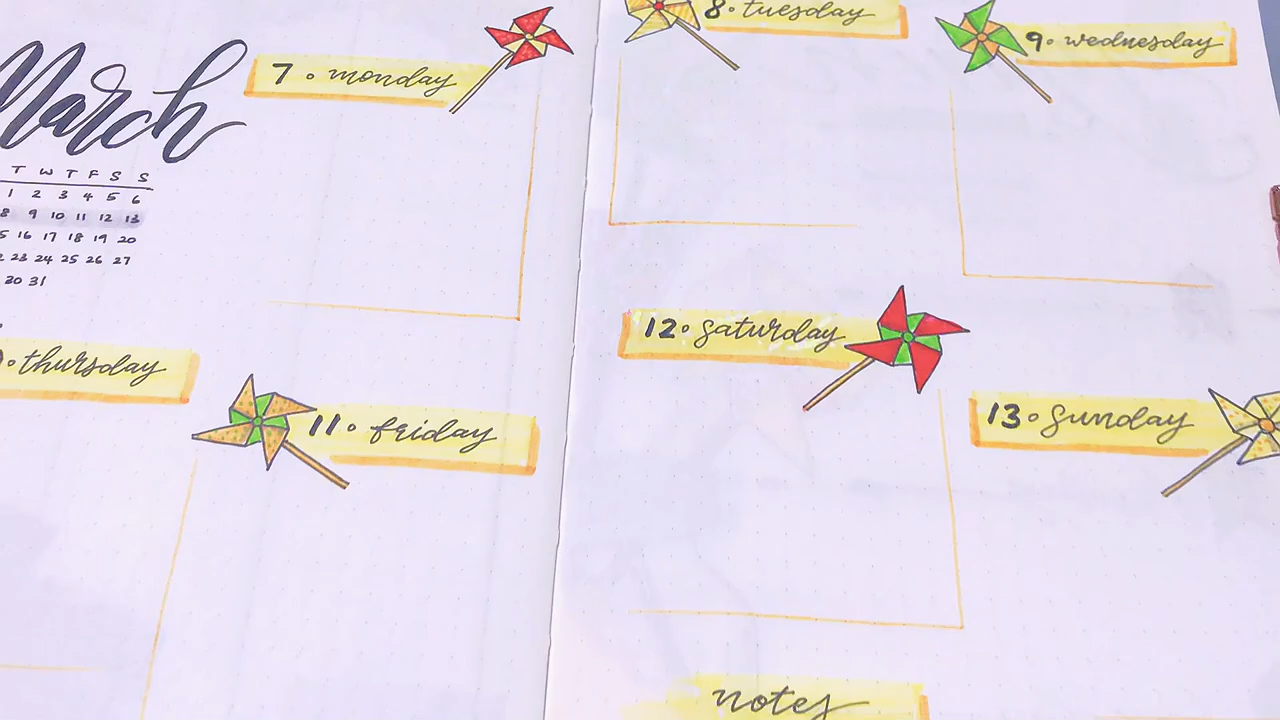 March
7. monday
T W T F S S
1 2 3 4 5 6
8 9 10 11 12 13
5 16 17 18 19 20
2 23 24 25 26 27
30 31
thursday
11. friday
8. tuesday
9. wednesday
12. saturday
13. sunday
notes